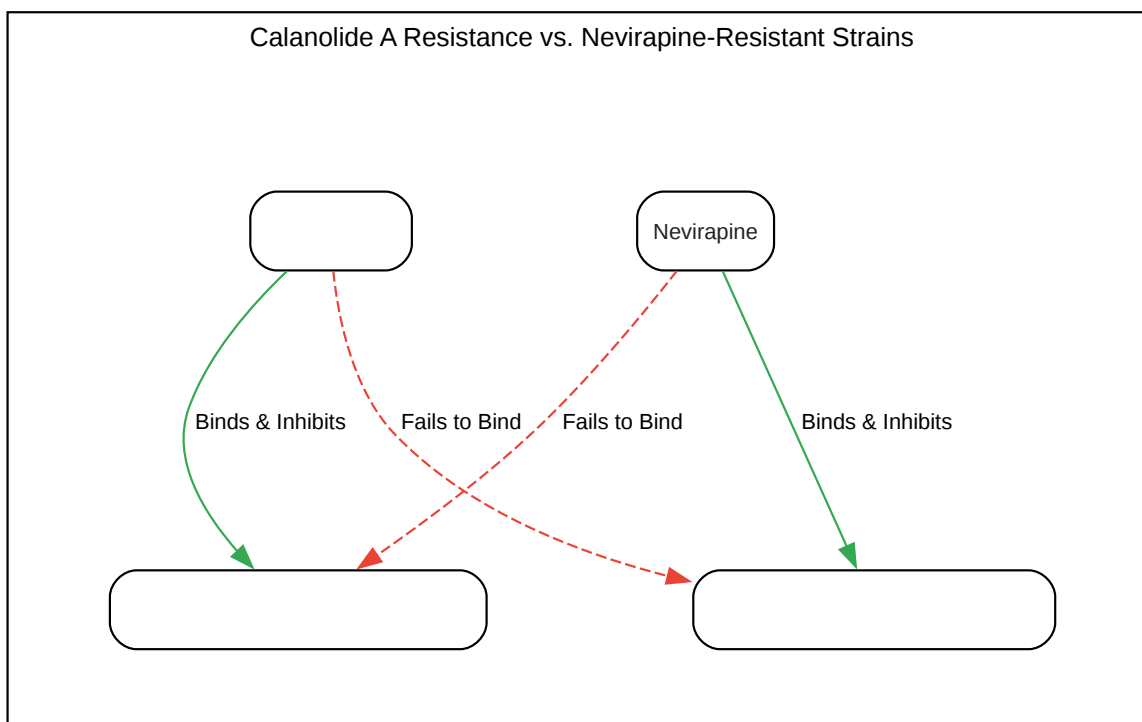 Calanolide A Resistance vs. Nevirapine-Resistant Strains
Nevirapine
Binds & Inhibits
Fails to Bind
Fails to Bind
Binds & Inhibits